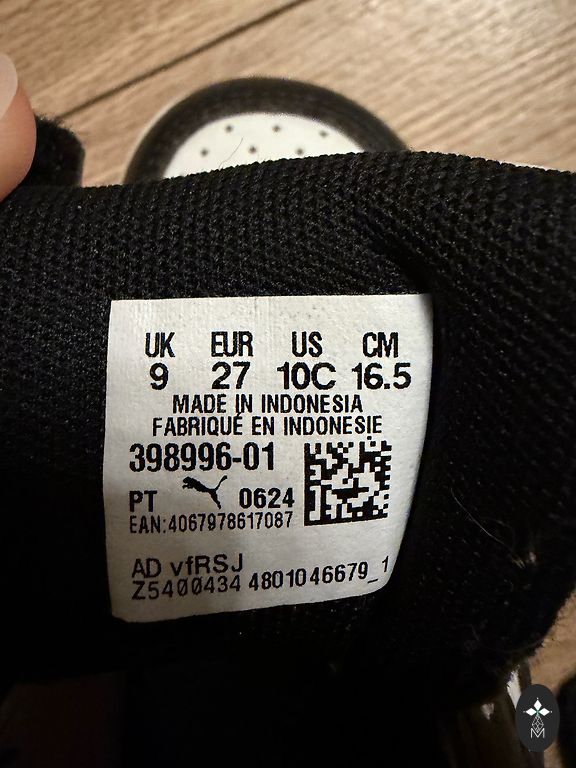 UK EUR US CM
9 27 10C 16.5
MADE IN INDONESIA
FABRIQUÉ EN INDONESIE
398996-01
PT 0624
EAN:4067978617087
AD vfRSJ
Z5400434 4801046679_1
M